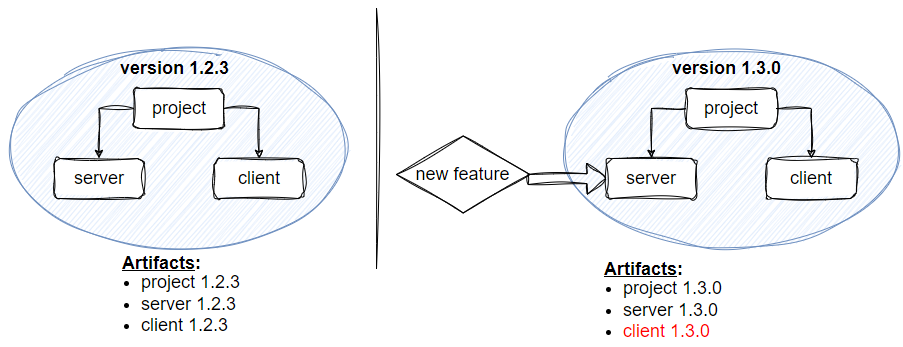 version 1.2.3
project
server
client
Artifacts:
• project 1.2.3
• server 1.2.3
• client 1.2.3
new feature
version 1.3.0
project
server
client
Artifacts:
• project 1.3.0
• server 1.3.0
• client 1.3.0